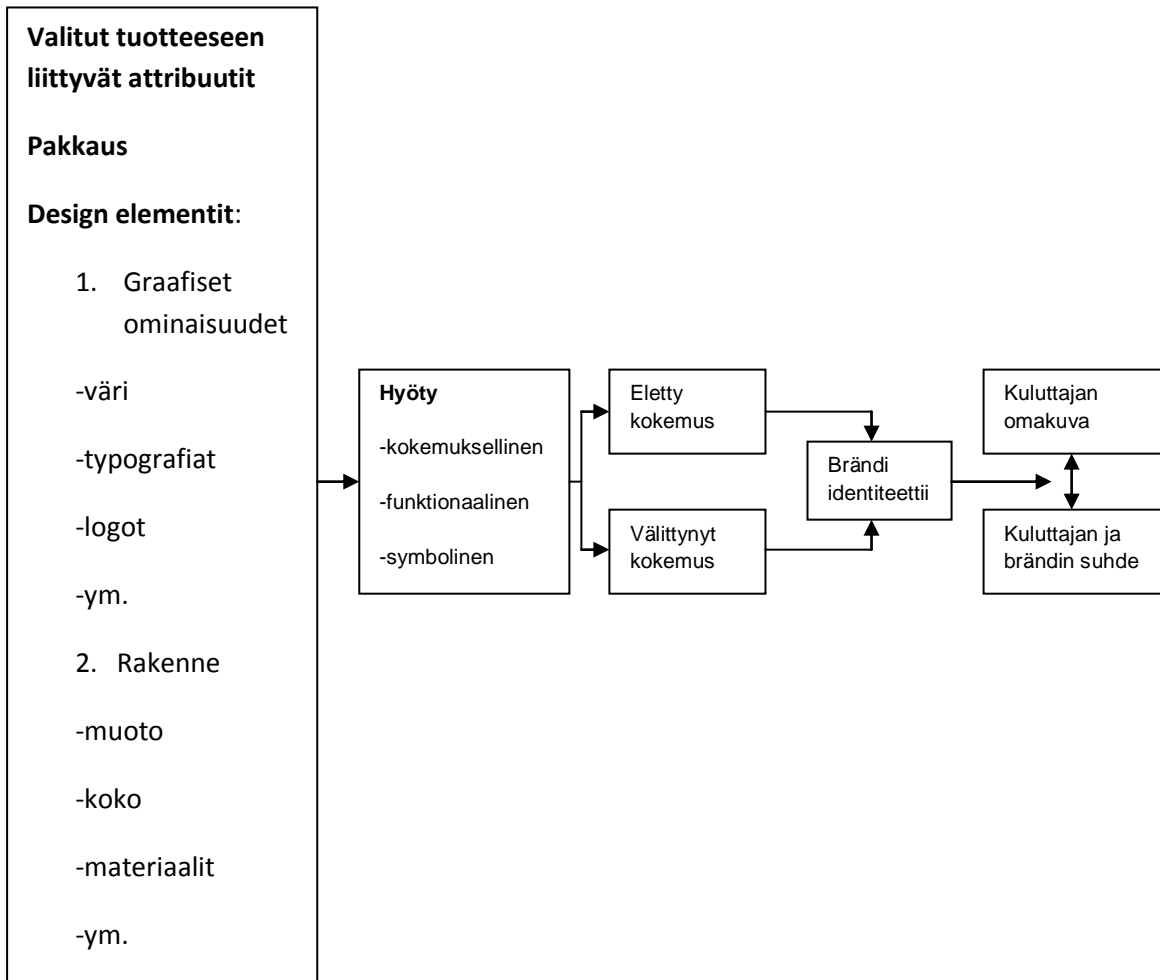 Valitut tuotteeseen
liittyvät attribuutit
Pakkaus
Design elementit:
1. Graafiset
ominaisuudet
-väri
-typografiat
-logot
-ym.
2. Rakenne
-muoto
-koko
-materiaalit
-ym.
Hyöty
-kokemuksellinen
-funktionaalinen
-symbolinen
Eletty
kokemus
Välittynyt
kokemus
Brändi
identiteettii
Kuluttajan
omakuva
Kuluttajan ja
brändin suhde